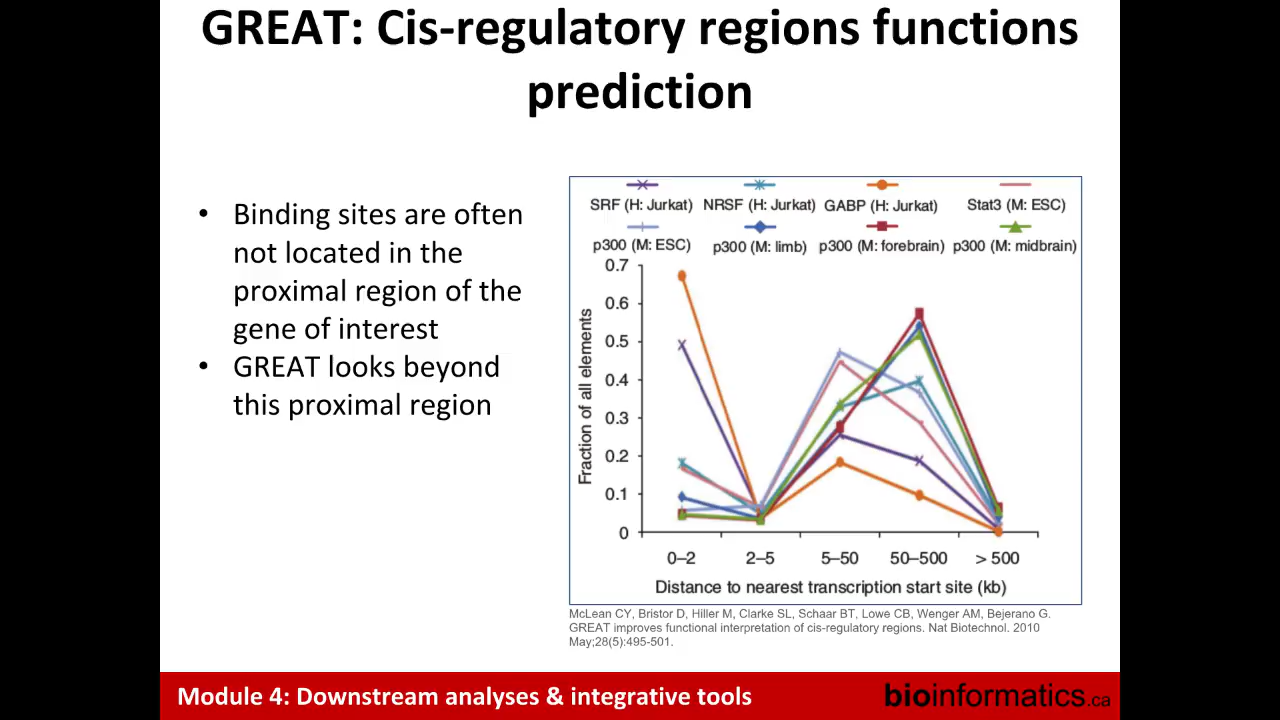 GREAT: Cis-regulatory regions functions
prediction
• Binding sites are often
not located in the
proximal region of the
gene of interest
• GREAT looks beyond
this proximal region
SRF (H: Jurkat) NRSF (H: Jurkat) GABP (H: Jurkat) Stat3 (M: ESC)
p300 (M: ESC) p300 (M: limb) p300 (M: forebrain) p300 (M: midbrain)
Fraction of all elements
0.7
0.6
0.5
0.4
0.3
0.2
0.1
0
0–2 2–5 5–50 50–500 > 500
Distance to nearest transcription start site (kb)
McLean CY, Bristor D, Hiller M, Clarke SL, Schaar BT, Lowe CB, Wenger AM, Bejerano G.
GREAT improves functional interpretation of cis-regulatory regions. Nat Biotechnol. 2010
May;28(5):495-501.
Module 4: Downstream analyses & integrative tools
bioinformatics.ca